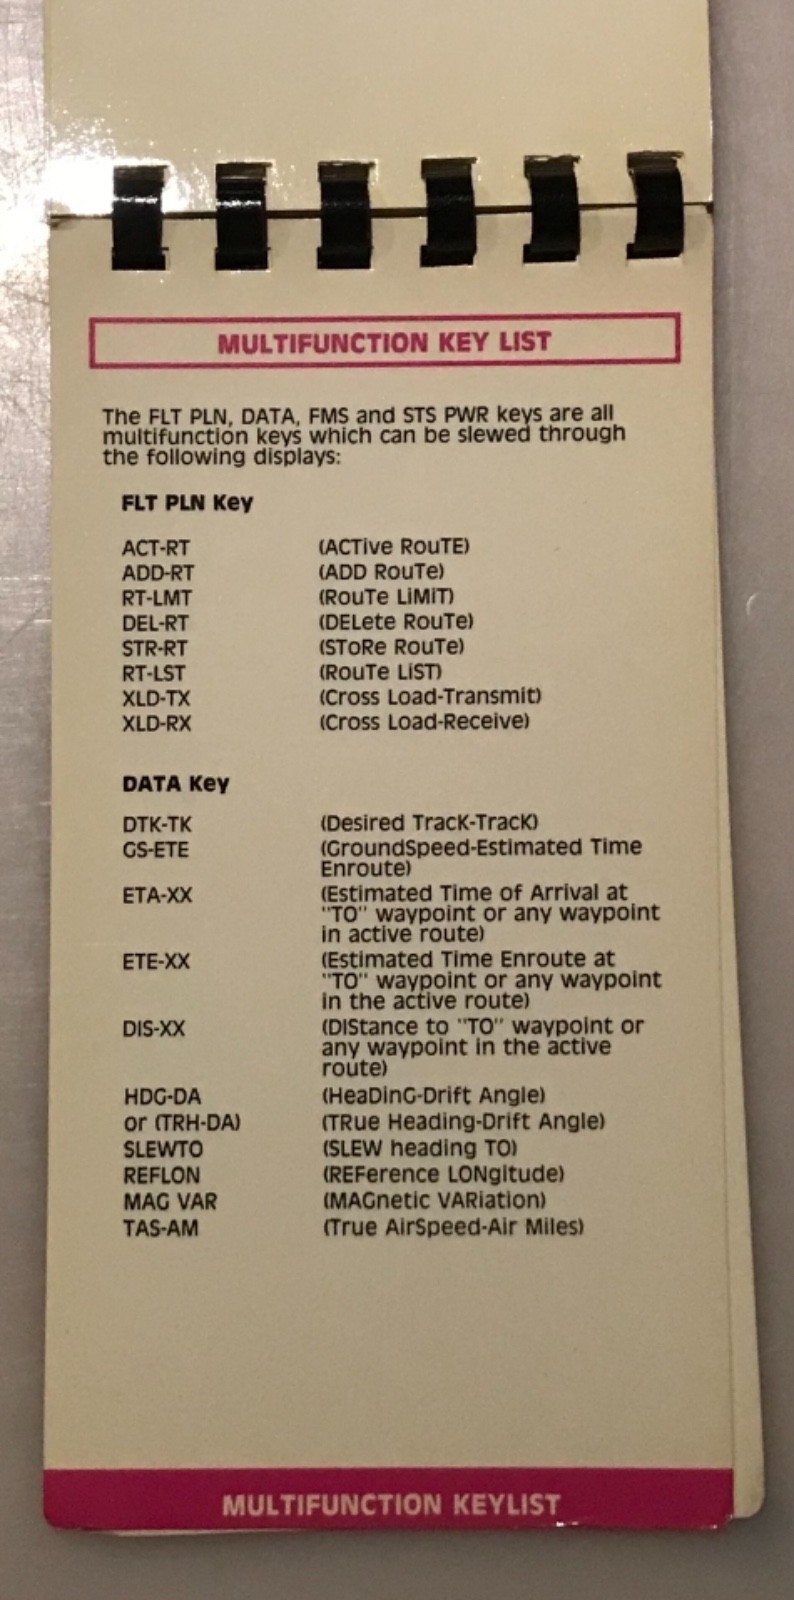 MULTIFUNCTION KEY LIST
The FLT PLN, DATA, FMS and STS PWR keys are all
multifunction keys which can be slewed through
the following displays:
FLT PLN Key
ACT-RT (ACTive RouTE)
ADD-RT (ADD RouTe)
RT-LMT (RouTe LiMiT)
DEL-RT (DELete RouTe)
STR-RT (SToRe RouTe)
RT-LST (RouTe LiST)
XLD-TX (Cross Load-Transmit)
XLD-RX (Cross Load-Receive)
DATA Key
DTK-TK (Desired TracK-TracK)
GS-ETE (GroundSpeed-Estimated Time
Enroute)
ETA-XX (Estimated Time of Arrival at
"TO" waypoint or any waypoint
in active route)
ETE-XX (Estimated Time Enroute at
"TO" waypoint or any waypoint
in the active route)
DIS-XX (DIStance to "TO" waypoint or
any waypoint in the active
route)
HDG-DA (HeaDinG-Drift Angle)
or (TRH-DA) (TRue Heading-Drift Angle)
SLEWTO (SLEW heading TO)
REFLON (REFerence LONgitude)
MAG VAR (MAGnetic VARiation)
TAS-AM (True AirSpeed-Air Miles)
MULTIFUNCTION KEYLIST